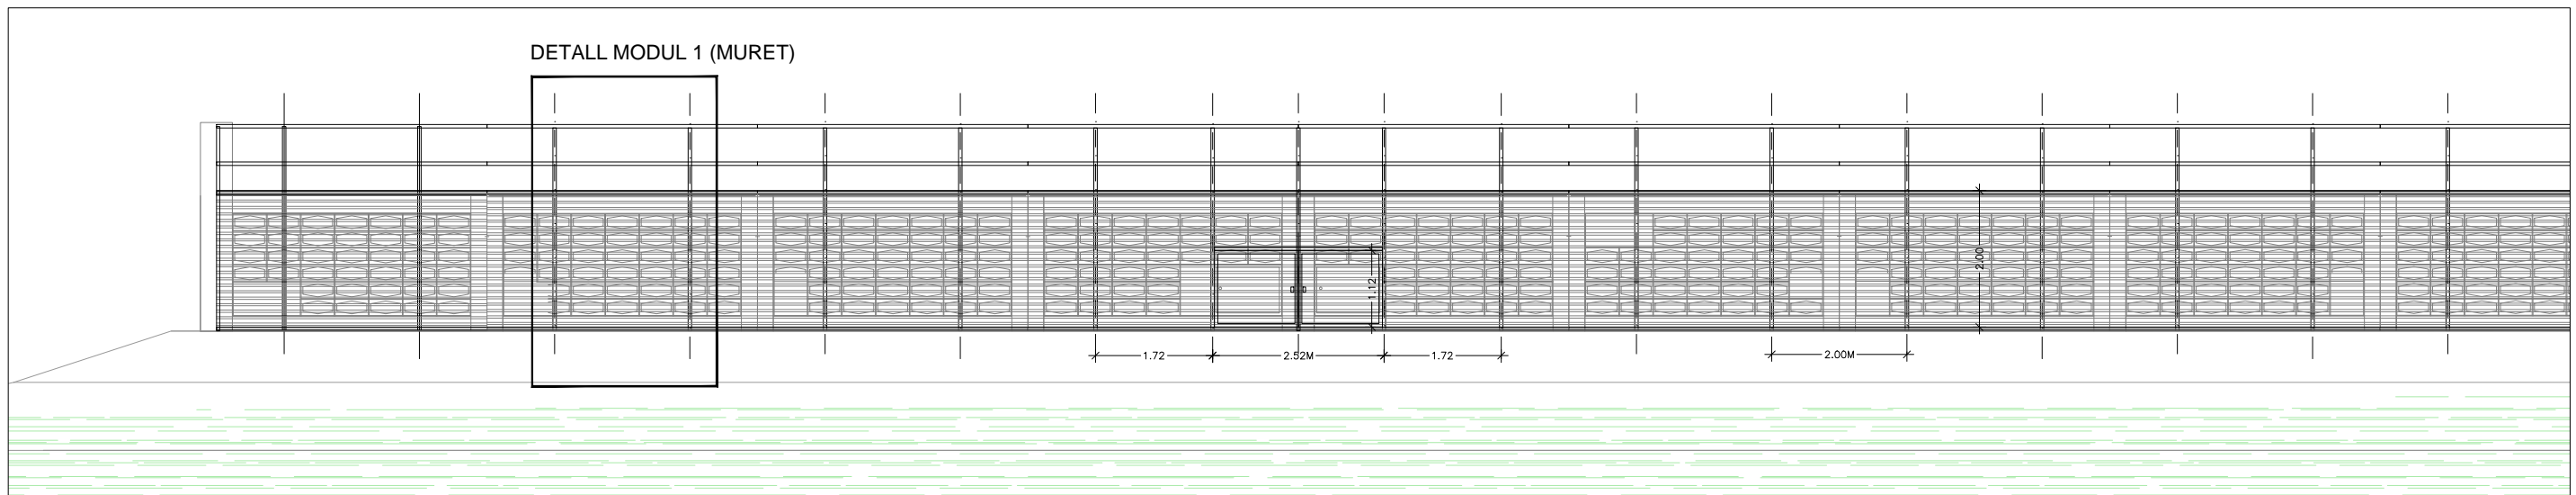 DETALL MODUL 1 (MURET)
2.00
1.12
1.72
2.52M
1.72
2.00M